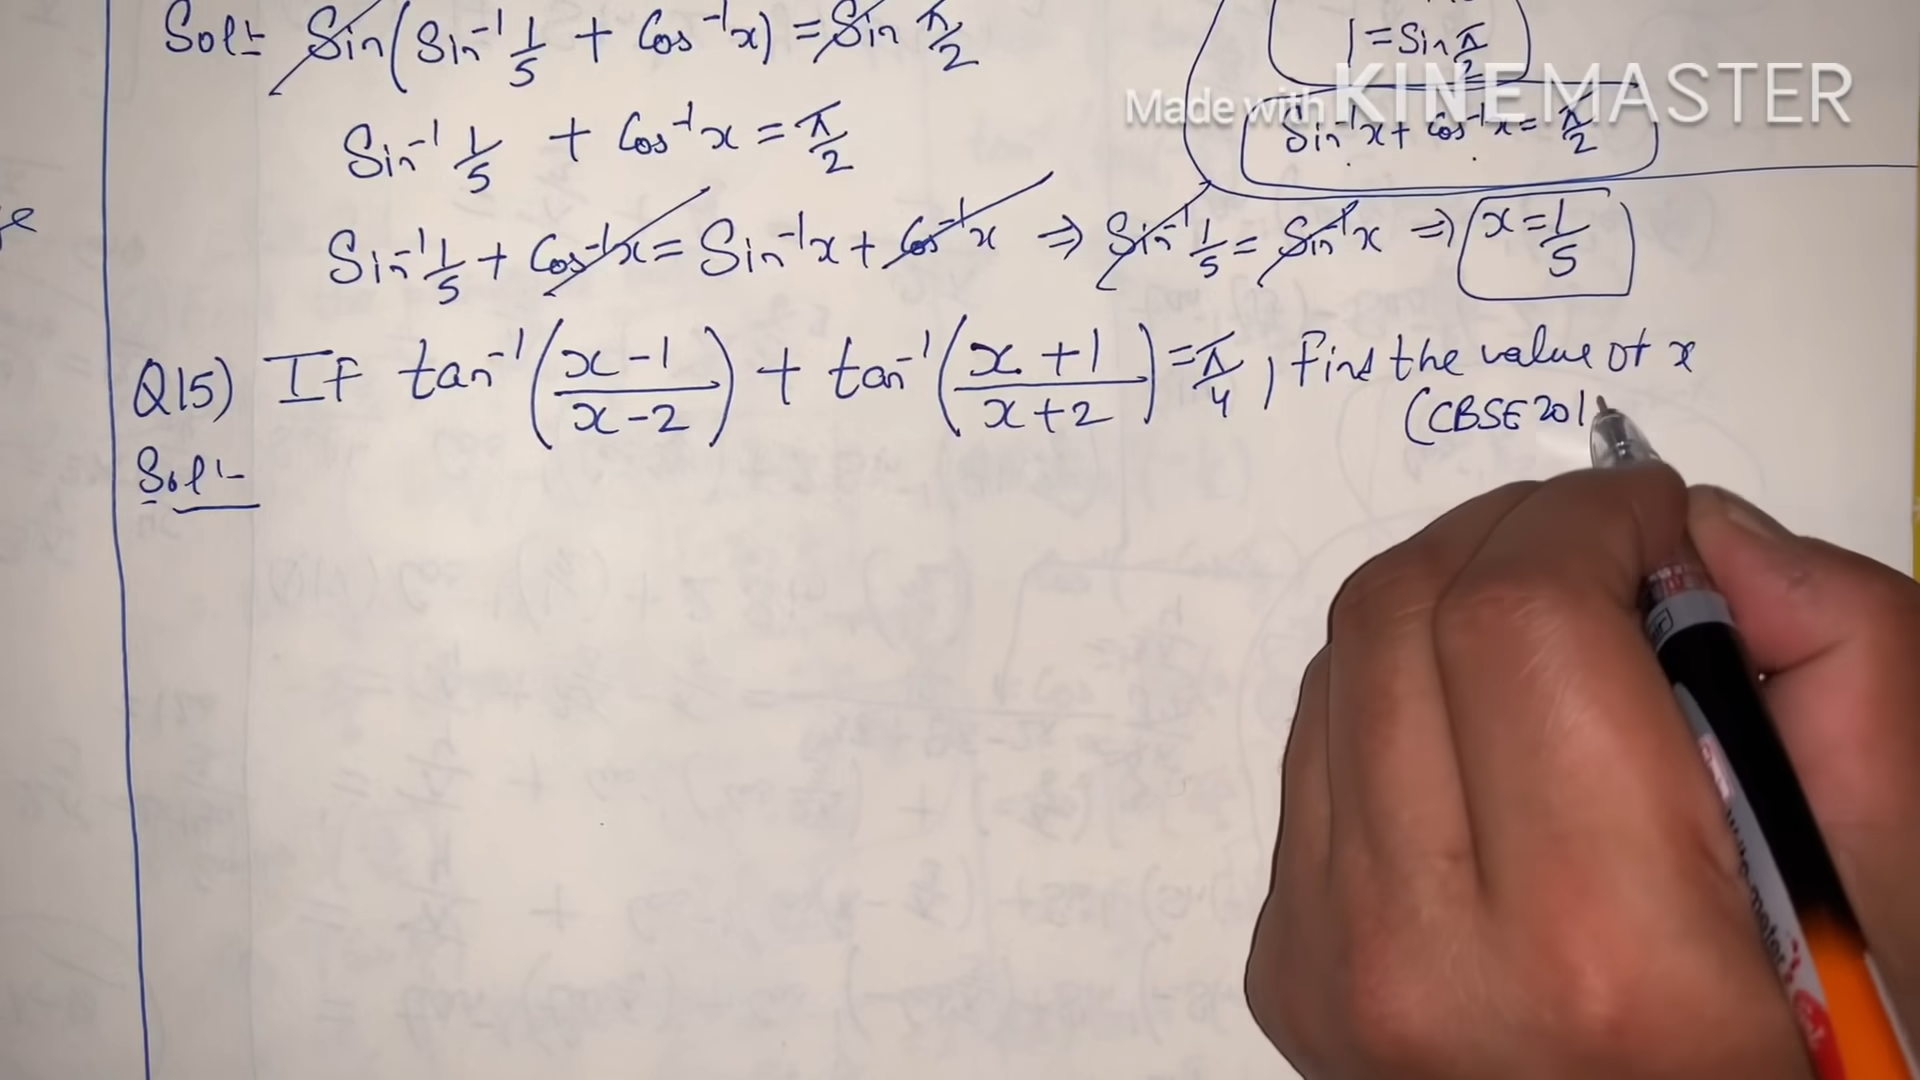 Sol:- Sin(Sin⁻¹ 1/5 + Cos⁻¹x) = Sin π/2
1 = Sin π/2
Made with KINEMASTER
Sin⁻¹x + Cos⁻¹x = π/2
Sin⁻¹ 1/5 + Cos⁻¹x = π/2
Sin⁻¹ 1/5 + Cos⁻¹x = Sin⁻¹x + Cos⁻¹x ⇒ Sin⁻¹ 1/5 = Sin⁻¹x ⇒ x = 1/5
Q15) If tan⁻¹((x-1)/(x-2)) + tan⁻¹((x+1)/(x+2)) = π/4, Find the value of x
(CBSE 201
Sol:-